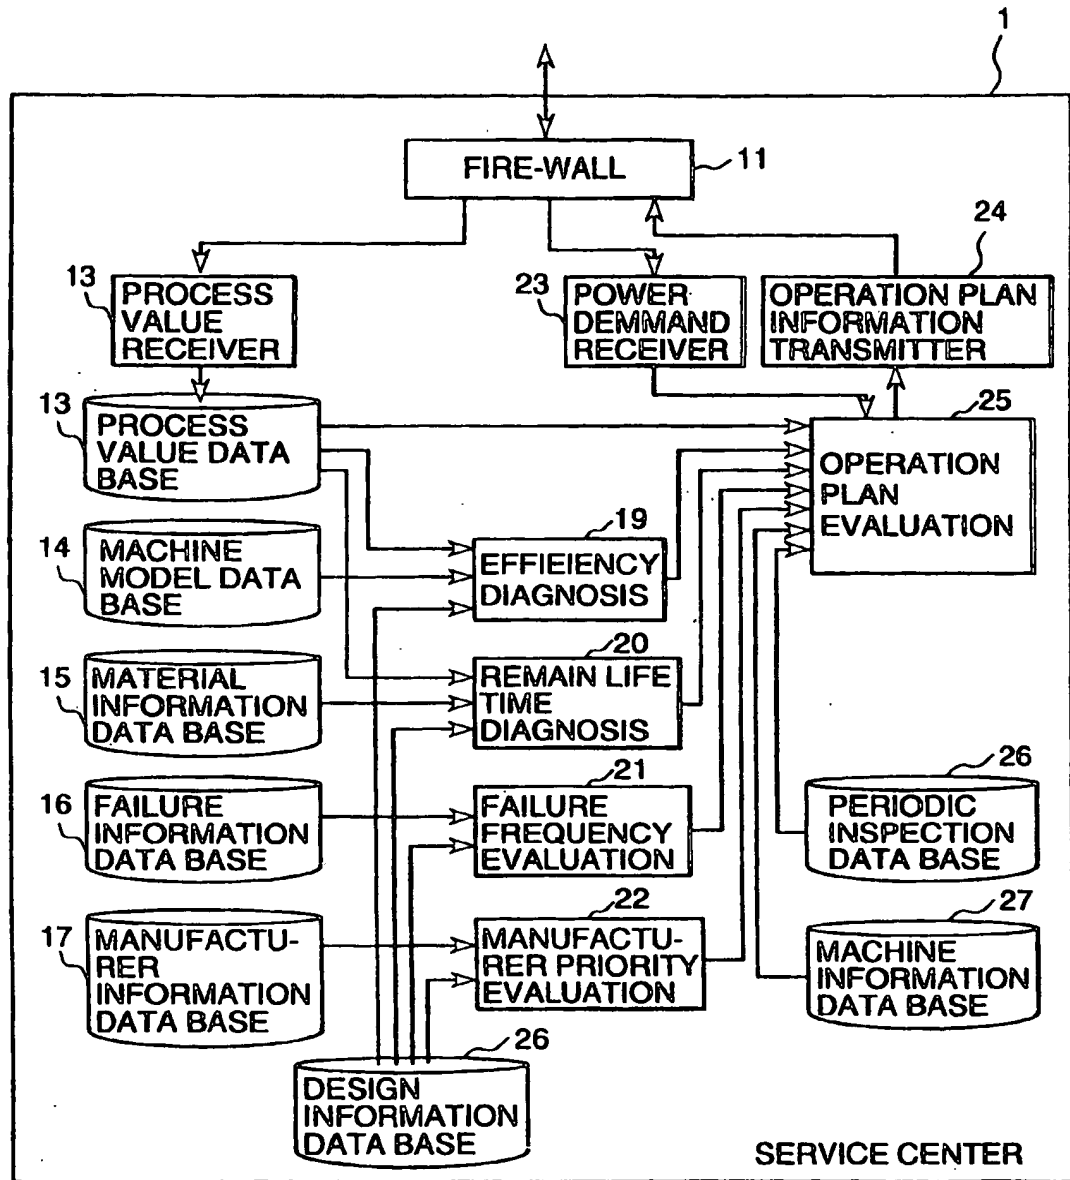 1
FIRE-WALL
11
24
13
PROCESS
VALUE
RECEIVER
23
POWER
DEMMAND
RECEIVER
OPERATION PLAN
INFORMATION
TRANSMITTER
13
PROCESS
VALUE DATA
BASE
25
OPERATION
PLAN
EVALUATION
14
MACHINE
MODEL DATA
BASE
19
EFFIEIENCY
DIAGNOSIS
15
MATERIAL
INFORMATION
DATA BASE
20
REMAIN LIFE
TIME
DIAGNOSIS
16
FAILURE
INFORMATION
DATA BASE
21
FAILURE
FREQUENCY
EVALUATION
26
PERIODIC
INSPECTION
DATA BASE
17
MANUFACTU-
RER
INFORMATION
DATA BASE
22
MANUFACTU-
RER PRIORITY
EVALUATION
27
MACHINE
INFORMATION
DATA BASE
26
DESIGN
INFORMATION
DATA BASE
SERVICE CENTER